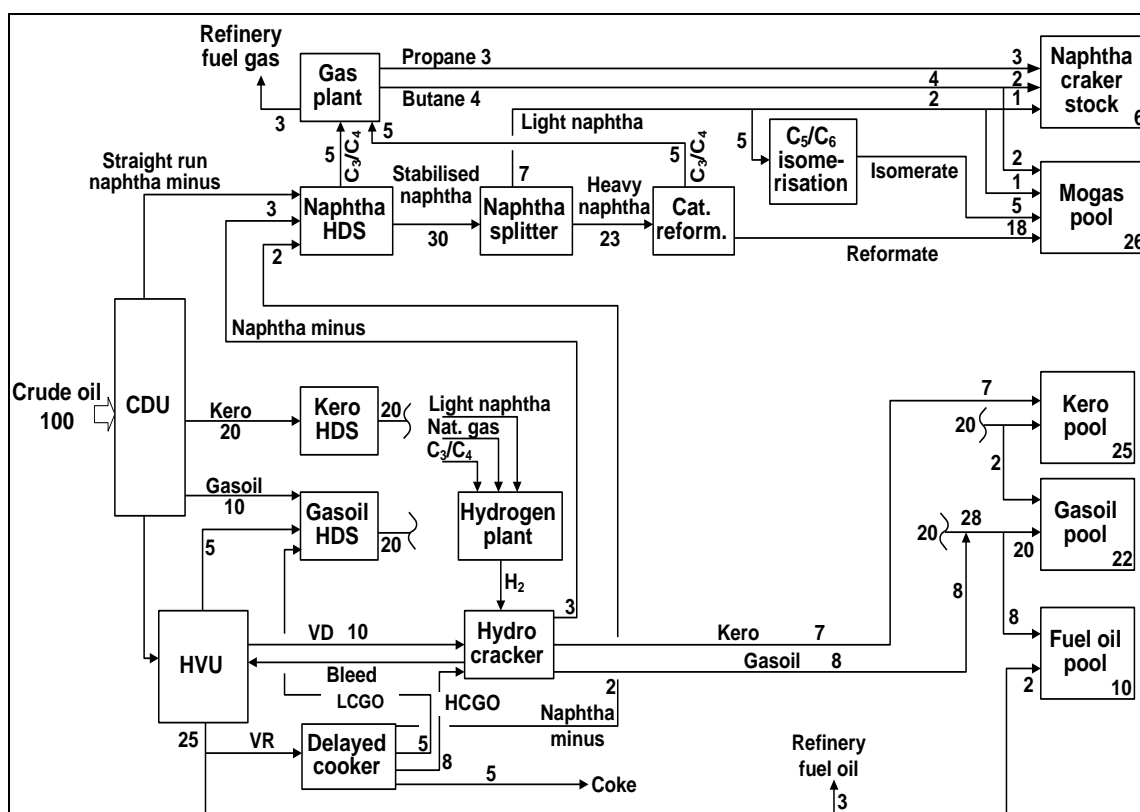 Refinery
fuel gas
3
Gas
plant
Propane 3
Butane 4
3
4
2
2
1
Naphtha
craker
stock
6
Light naphtha
5
C3/C4
5
5
C3/C4
Straight run
naphtha minus
3
2
Naphtha
HDS
Stabilised
naphtha
30
7
Naphtha
splitter
Heavy
naphtha
23
Cat.
reform.
5
C5/C6
isome-
risation
Isomerate
Reformate
2
1
5
18
Mogas
pool
26
Naphtha minus
Crude oil
100
CDU
Kero
20
Kero
HDS
20
Light naphtha
Nat. gas
C3/C4
Gasoil
10
Gasoil
HDS
20
5
Hydrogen
plant
H2
7
20
2
Kero
pool
25
28
20
20
8
Gasoil
pool
22
HVU
VD 10
Bleed
Hydro
cracker
3
Kero 7
Gasoil 8
8
2
Fuel oil
pool
10
LCGO
HCGO
2
Naphtha
minus
25
VR
Delayed
cooker
5
8
5
Coke
Refinery
fuel oil
3